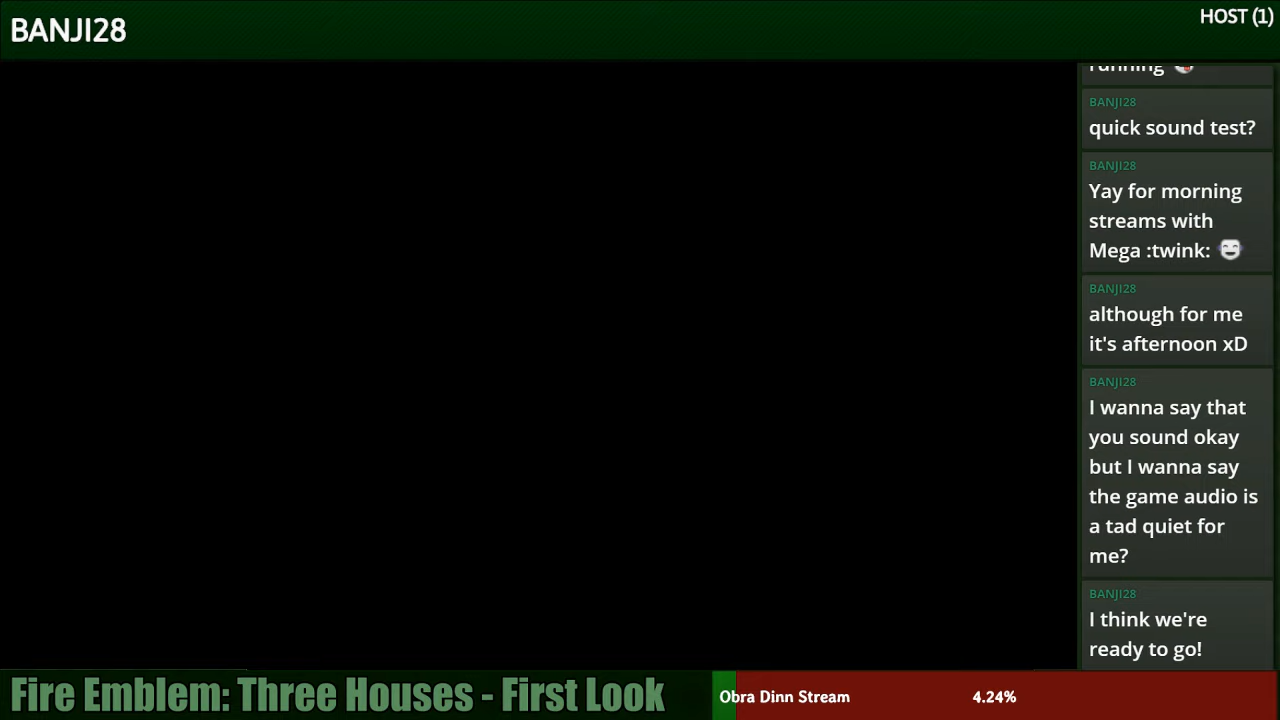 BANJI28
HOST (1)
running
BANJI28
quick sound test?
BANJI28
Yay for morning
streams with
Mega :twink:
BANJI28
although for me
it's afternoon xD
BANJI28
I wanna say that
you sound okay
but I wanna say
the game audio is
a tad quiet for
me?
BANJI28
I think we're
ready to go!
Fire Emblem: Three Houses - First Look
Obra Dinn Stream 4.24%